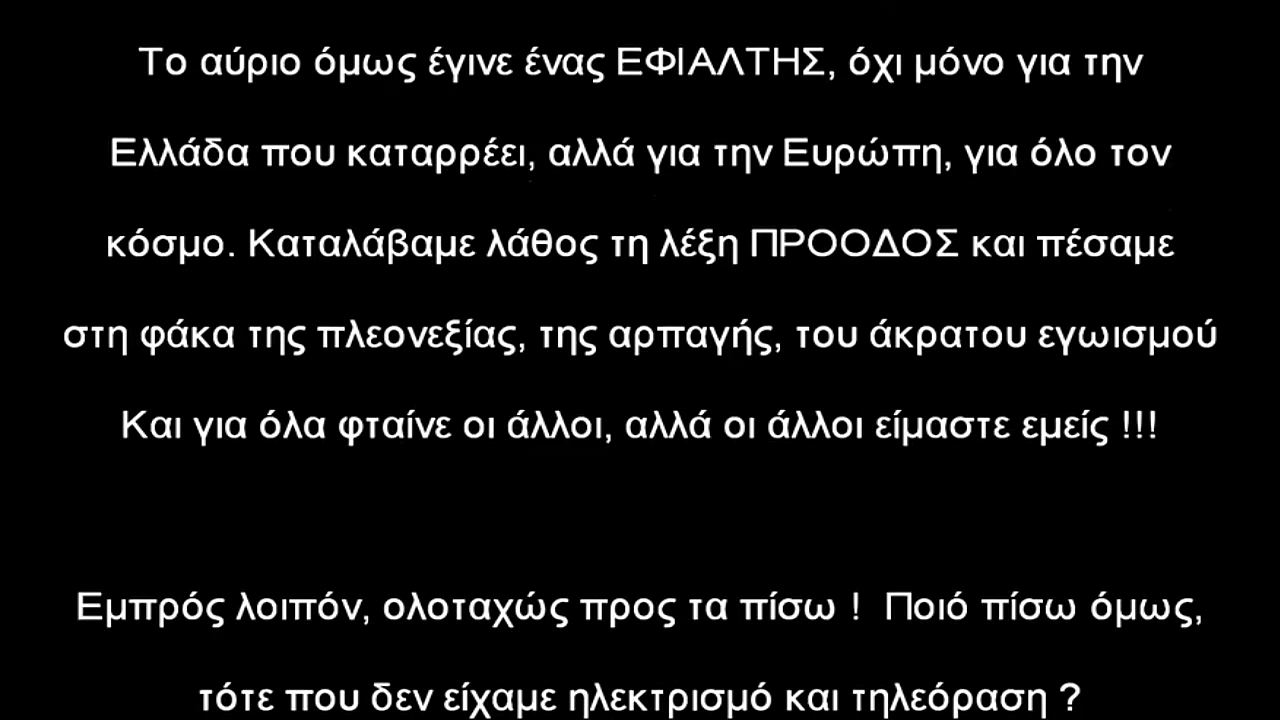 Το αύριο όμως έγινε ένας ΕΦΙΑΛΤΗΣ, όχι μόνο για την
Ελλάδα που καταρρέει, αλλά για την Ευρώπη, για όλο τον
κόσμο. Καταλάβαμε λάθος τη λέξη ΠΡΟΟΔΟΣ και πέσαμε
στη φάκα της πλεονεξίας, της αρπαγής, του άκρατου εγωισμού
Και για όλα φταίνε οι άλλοι, αλλά οι άλλοι είμαστε εμείς !!!
Εμπρός λοιπόν, ολοταχώς προς τα πίσω !  Ποιό πίσω όμως,
τότε που δεν είχαμε ηλεκτρισμό και τηλεόραση ?